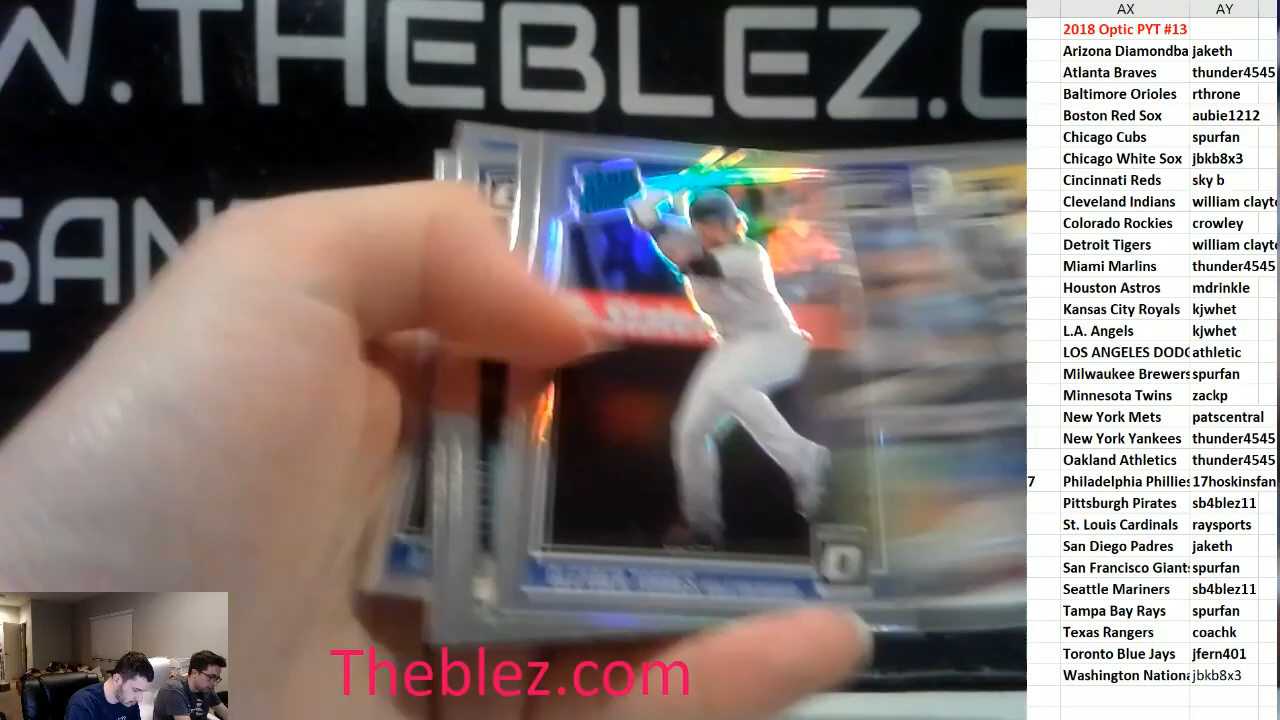 W.THEBLEZ.C
SAN
AX AY
2018 Optic PYT #13
Arizona Diamondba jaketh
Atlanta Braves thunder4545
Baltimore Orioles rthrone
Boston Red Sox aubie1212
Chicago Cubs spurfan
Chicago White Sox jbkb8x3
Cincinnati Reds sky b
Cleveland Indians william clayto
Colorado Rockies crowley
Detroit Tigers william clayto
Miami Marlins thunder4545
Houston Astros mdrinkle
Kansas City Royals kjwhet
L.A. Angels kjwhet
LOS ANGELES DODG athletic
Milwaukee Brewers spurfan
Minnesota Twins zackp
New York Mets patscentral
New York Yankees thunder4545
Oakland Athletics thunder4545
7 Philadelphia Phillies 17hoskinsfan
Pittsburgh Pirates sb4blez11
St. Louis Cardinals raysports
San Diego Padres jaketh
San Francisco Giants spurfan
Seattle Mariners sb4blez11
Tampa Bay Rays spurfan
Texas Rangers coachk
Toronto Blue Jays jfern401
Washington Nationa jbkb8x3
Theblez.com